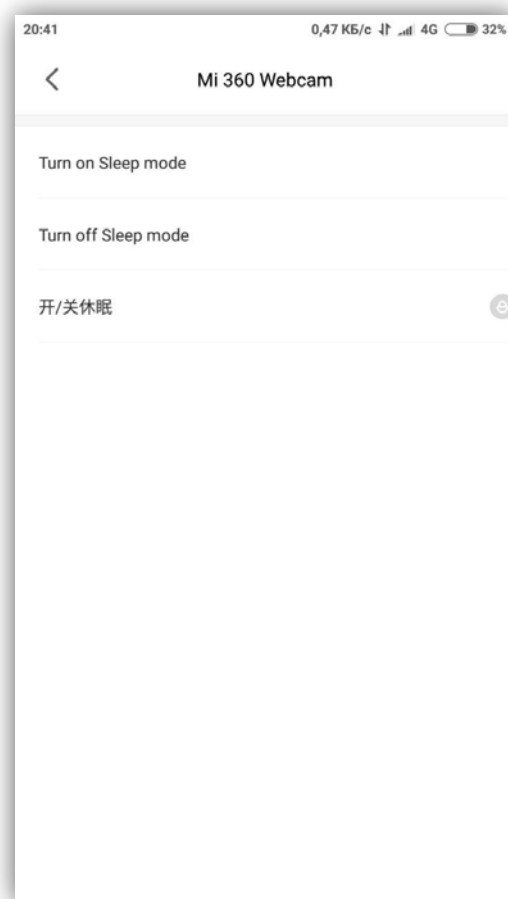 20:41 0,47 КБ/с 4G 32%
Mi 360 Webcam
Turn on Sleep mode
Turn off Sleep mode
开/关休眠